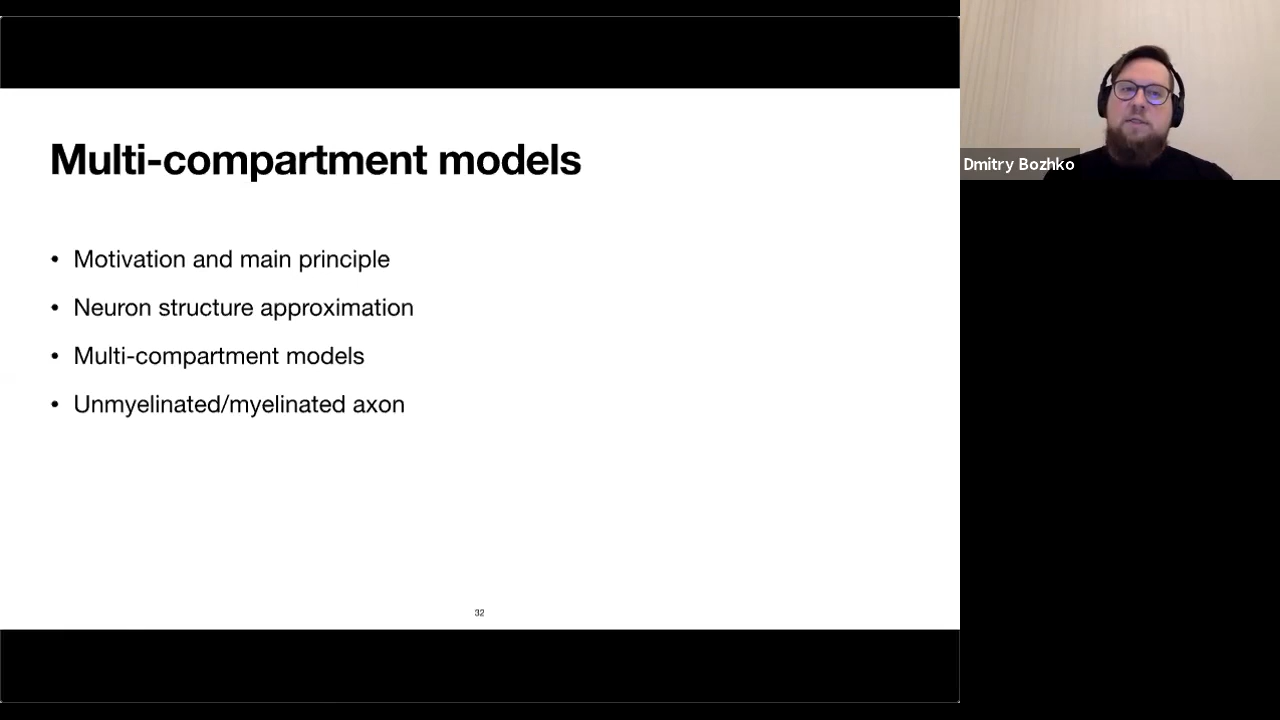 Multi-compartment models
• Motivation and main principle
• Neuron structure approximation
• Multi-compartment models
• Unmyelinated/myelinated axon
32
Dmitry Bozhko